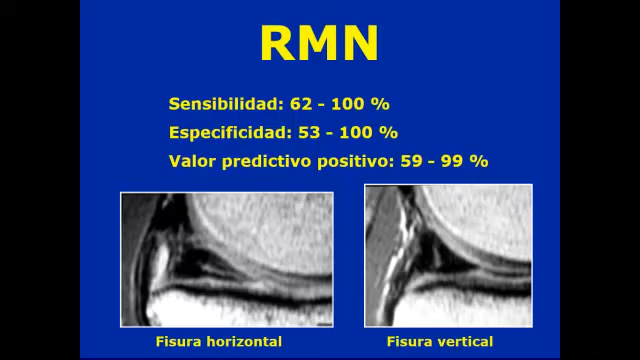 RMN
Sensibilidad: 62 - 100 %
Especificidad: 53 - 100 %
Valor predictivo positivo: 59 - 99 %
Fisura horizontal
Fisura vertical